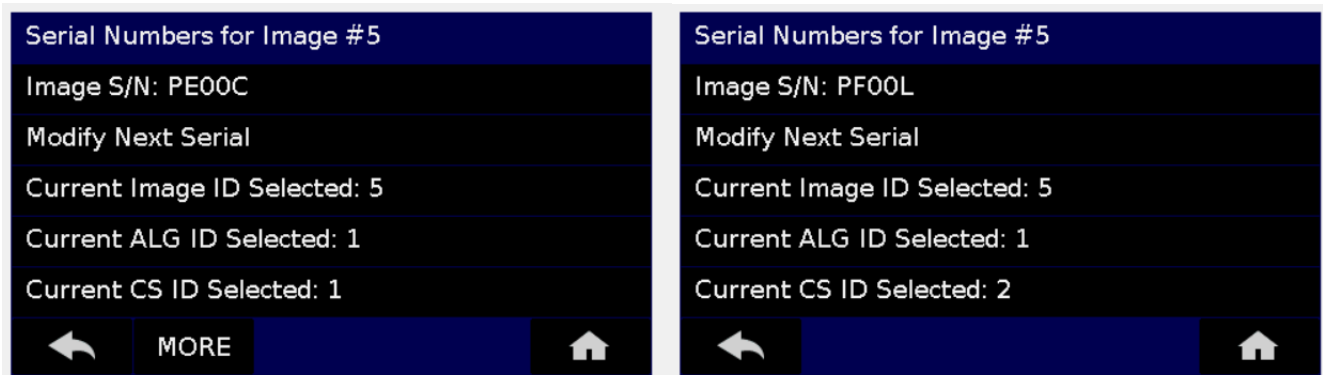 Serial Numbers for Image #5
Image S/N: PE00C
Modify Next Serial
Current Image ID Selected: 5
Current ALG ID Selected: 1
Current CS ID Selected: 1
MORE
Serial Numbers for Image #5
Image S/N: PF00L
Modify Next Serial
Current Image ID Selected: 5
Current ALG ID Selected: 1
Current CS ID Selected: 2